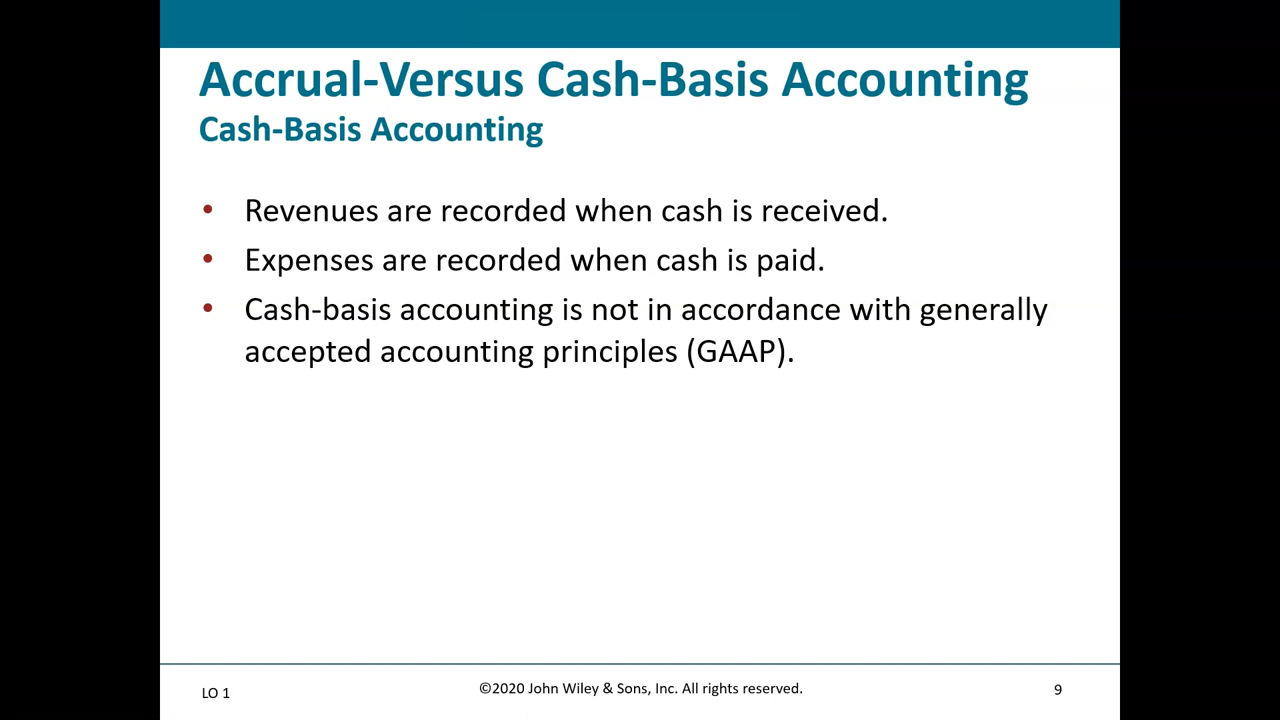 Accrual-Versus Cash-Basis Accounting
Cash-Basis Accounting
• Revenues are recorded when cash is received.
• Expenses are recorded when cash is paid.
• Cash-basis accounting is not in accordance with generally
accepted accounting principles (GAAP).
LO 1
©2020 John Wiley & Sons, Inc. All rights reserved.
9